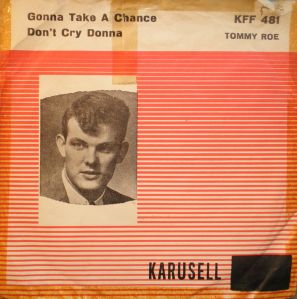 Gonna Take A Chance
Don't Cry Donna
KFF 481
TOMMY ROE
KARUSELL